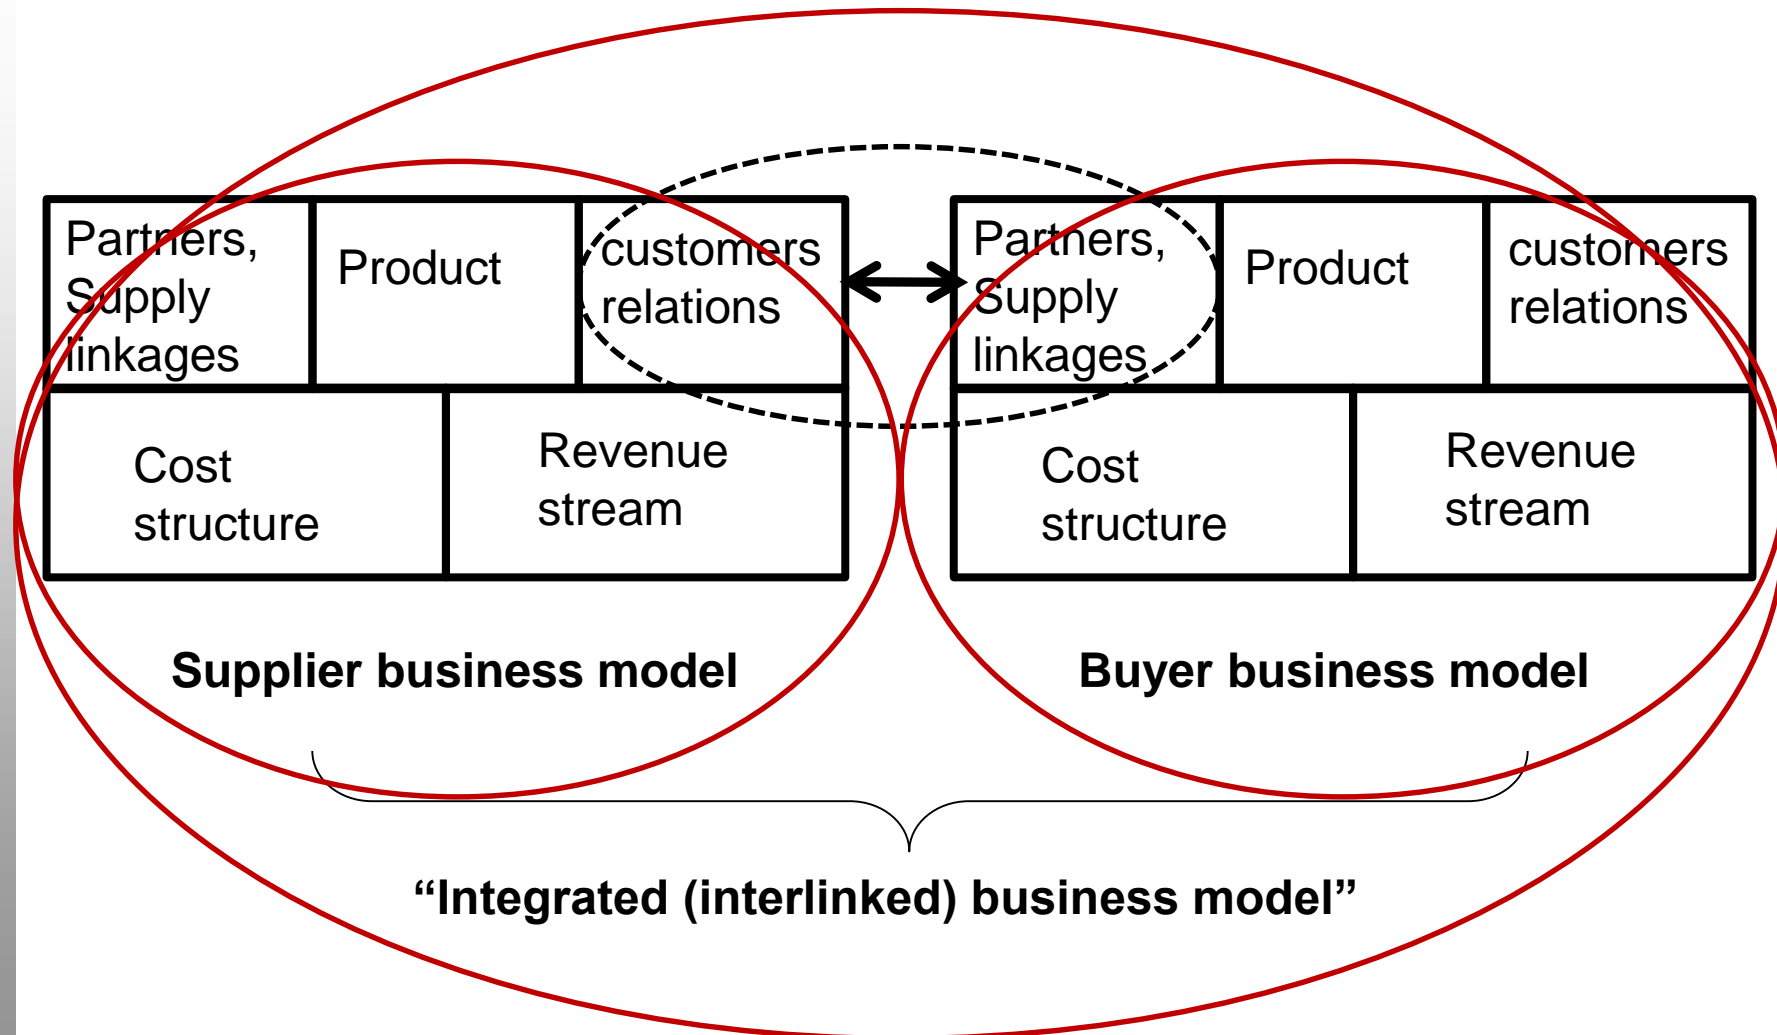 Partners,
Supply
linkages
Product
customers
relations
Partners,
Supply
linkages
Product
customers
relations
Cost
structure
Revenue
stream
Cost
structure
Revenue
stream
Supplier business model
Buyer business model
“Integrated (interlinked) business model”